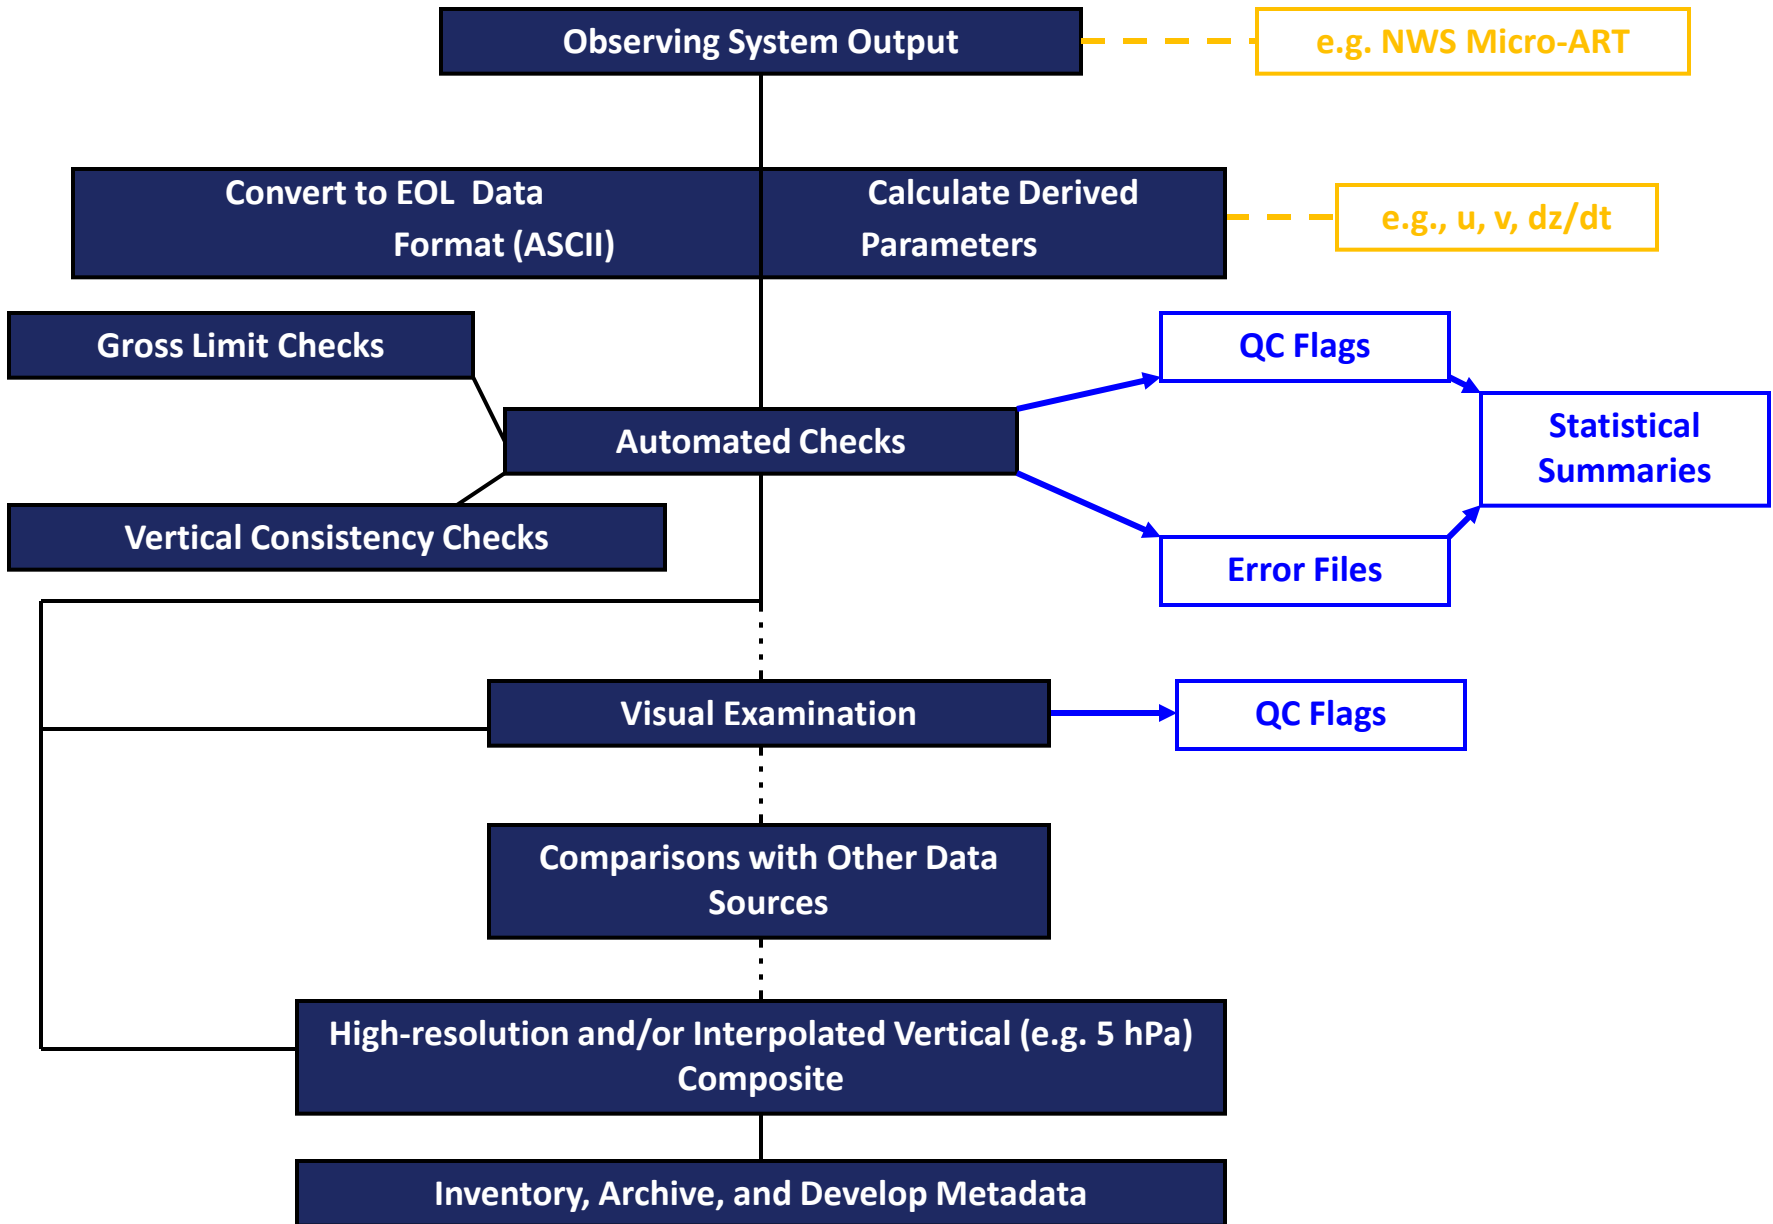 Observing System Output
e.g. NWS Micro-ART
Convert to EOL Data
Format (ASCII)
Calculate Derived
Parameters
e.g., u, v, dz/dt
Gross Limit Checks
QC Flags
Automated Checks
Statistical
Summaries
Vertical Consistency Checks
Error Files
Visual Examination
QC Flags
Comparisons with Other Data
Sources
High-resolution and/or Interpolated Vertical (e.g. 5 hPa)
Composite
Inventory, Archive, and Develop Metadata